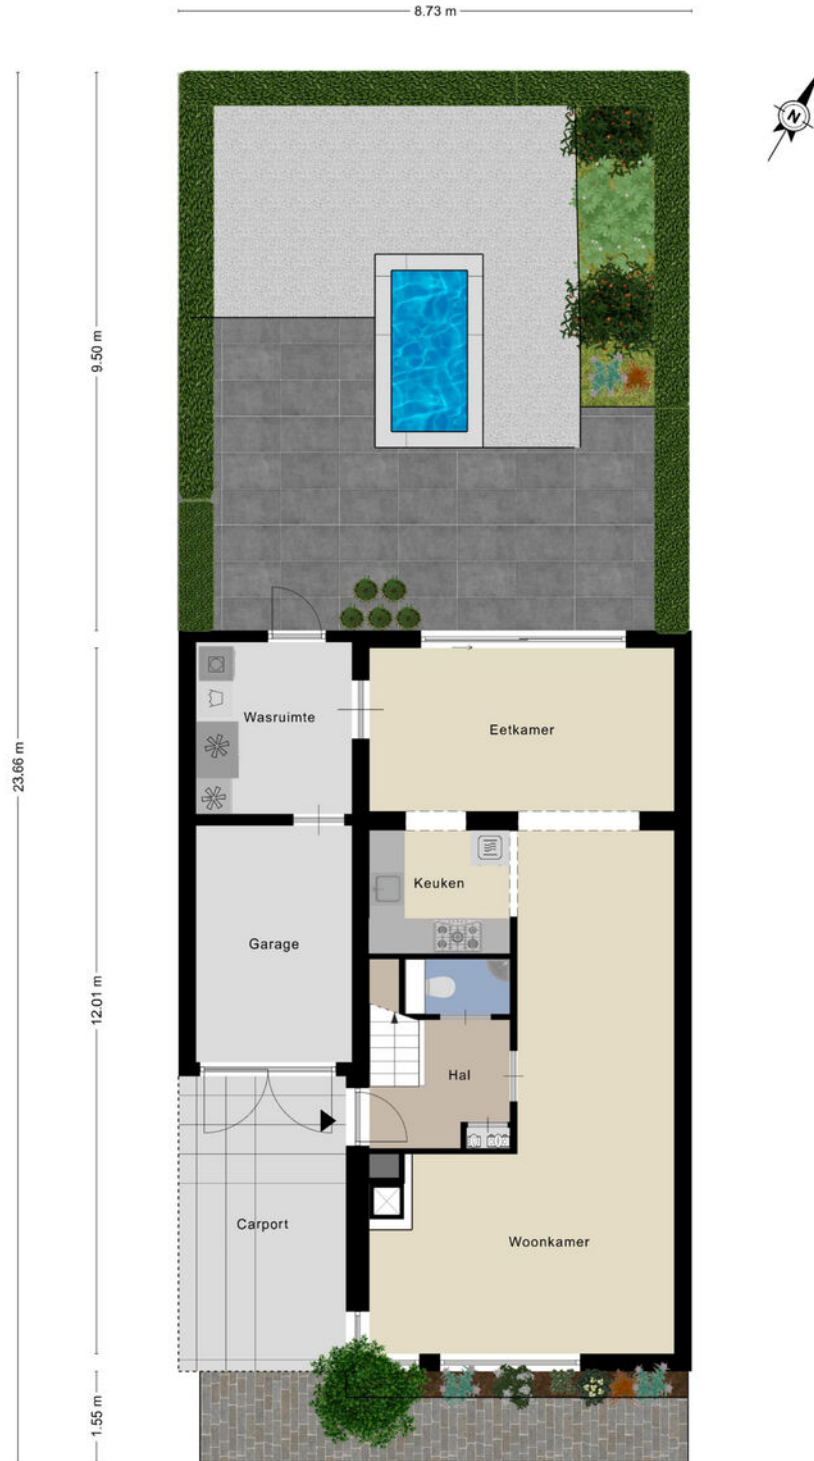 8.73 m
N
9.50 m
23.66 m
Wasruimte
Eetkamer
Keuken
Garage
Hal
12.01 m
Carport
Woonkamer
1.55 m